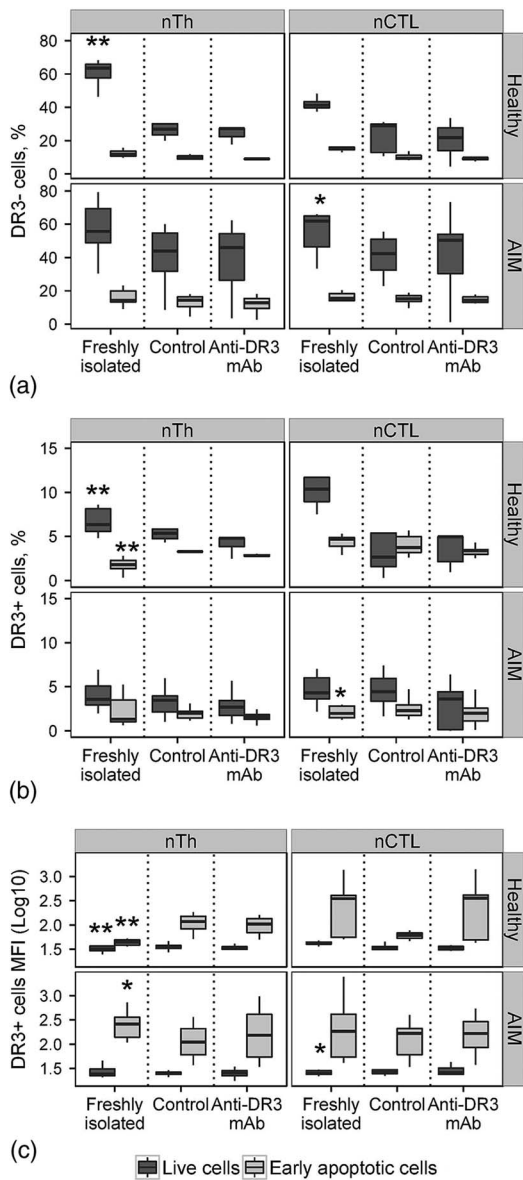 nTh nCTL
DR3- cells, %
80
60
40
20
0
**
Healthy
80
60
40
20
0
*
AIM
Freshly isolated Control Anti-DR3 mAb Freshly isolated Control Anti-DR3 mAb
(a)
nTh nCTL
DR3+ cells, %
15
10
5
0
** **
Healthy
15
10
5
0
*
AIM
Freshly isolated Control Anti-DR3 mAb Freshly isolated Control Anti-DR3 mAb
(b)
nTh nCTL
DR3+ cells MFI (Log10)
3.0
2.5
2.0
1.5
** **
Healthy
3.0
2.5
2.0
1.5
* *
AIM
Freshly isolated Control Anti-DR3 mAb Freshly isolated Control Anti-DR3 mAb
(c)
Live cells Early apoptotic cells